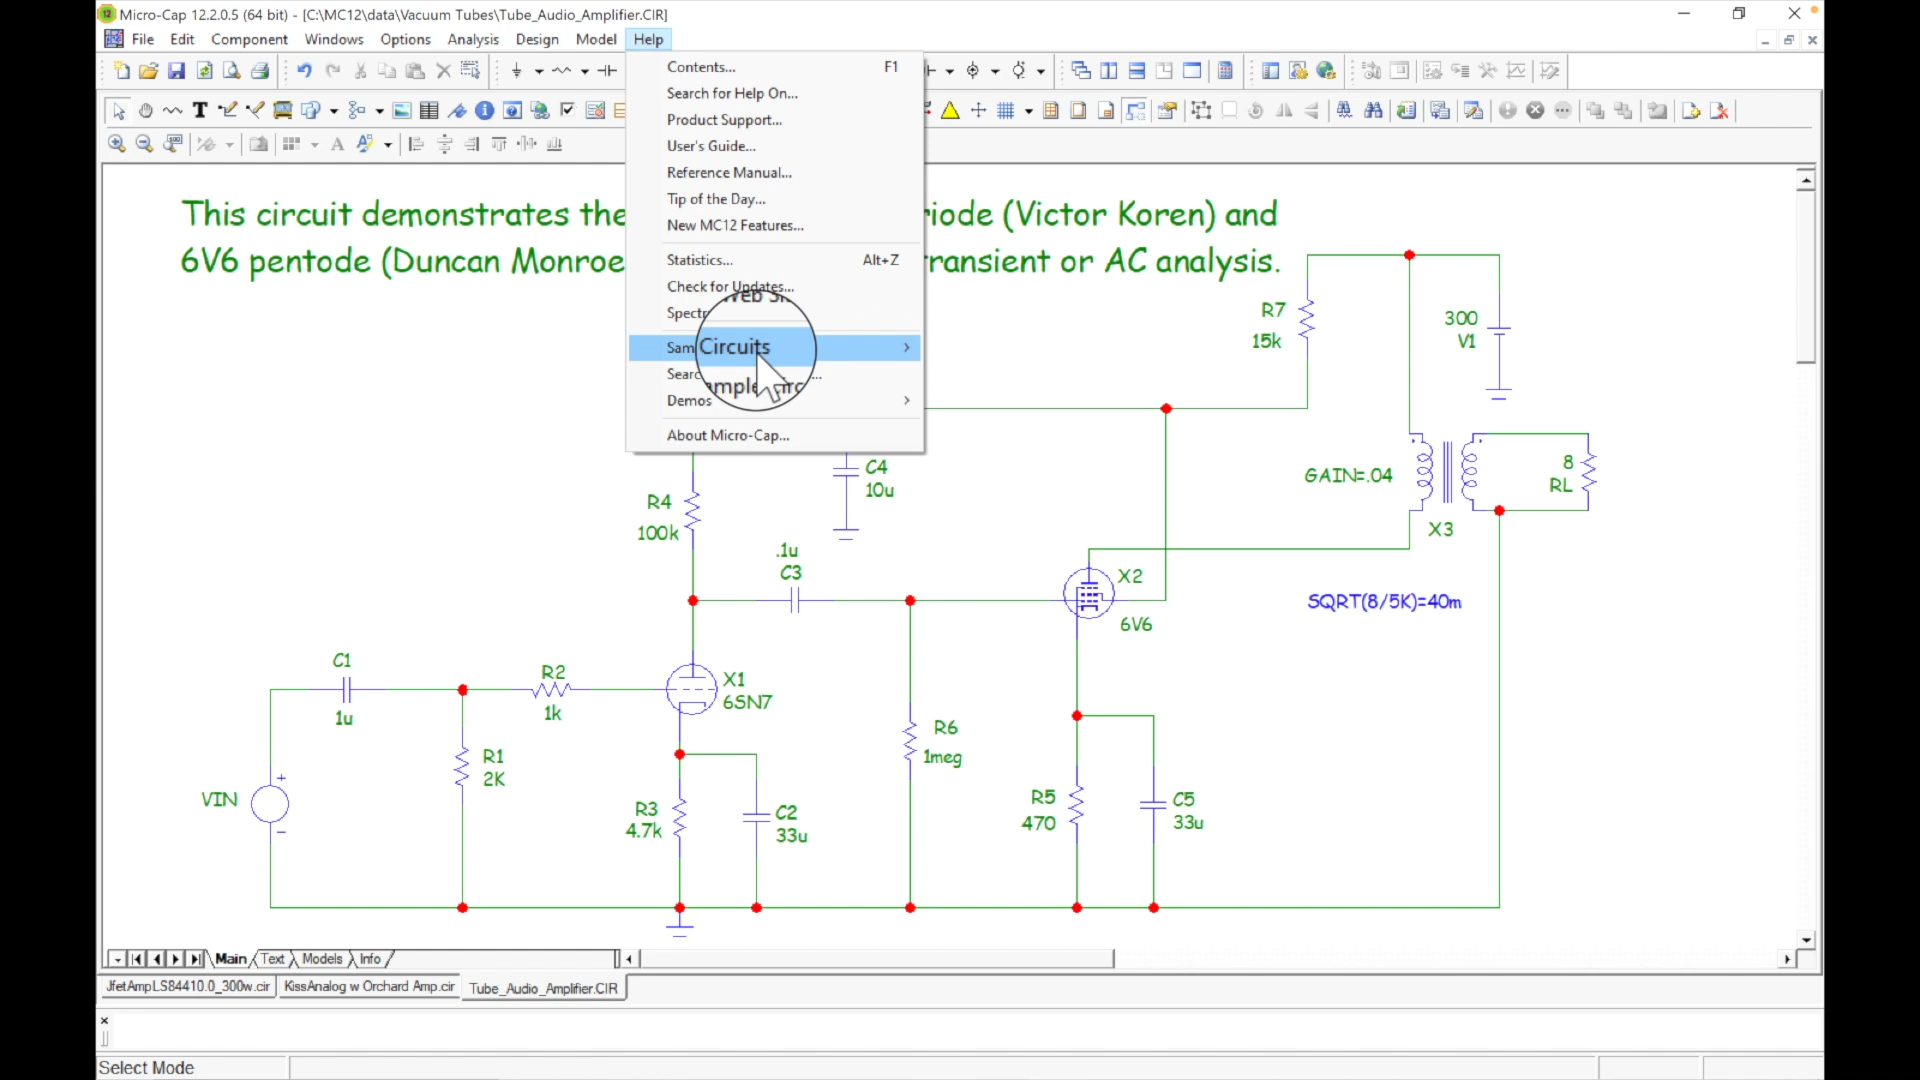 Micro-Cap 12.2.0.5 (64 bit) - [C:\MC12\data\Vacuum Tubes\Tube_Audio_Amplifier.CIR]
File Edit Component Windows Options Analysis Design Model Help
Contents... F1
Search for Help On...
Product Support...
User's Guide...
Reference Manual...
Tip of the Day...
New MC12 Features...
Statistics... Alt+Z
Check for Updates...
Spectr
Sam Circuits
Searc
Demos
About Micro-Cap...
This circuit demonstrates the riode (Victor Koren) and
6V6 pentode (Duncan Monroe ransient or AC analysis.
R7
15k
300
V1
C4
10u
GAIN=.04
8
RL
X3
R4
100k
.1u
C3
X2
6V6
SQRT(8/5K)=40m
C1
1u
R2
1k
X1
6SN7
R6
1meg
R1
2K
VIN
R3
4.7k
C2
33u
R5
470
C5
33u
Main Text Models Info
JfetAmpLS84410.0_300w.cir KissAnalog w Orchard Amp.cir Tube_Audio_Amplifier.CIR
Select Mode